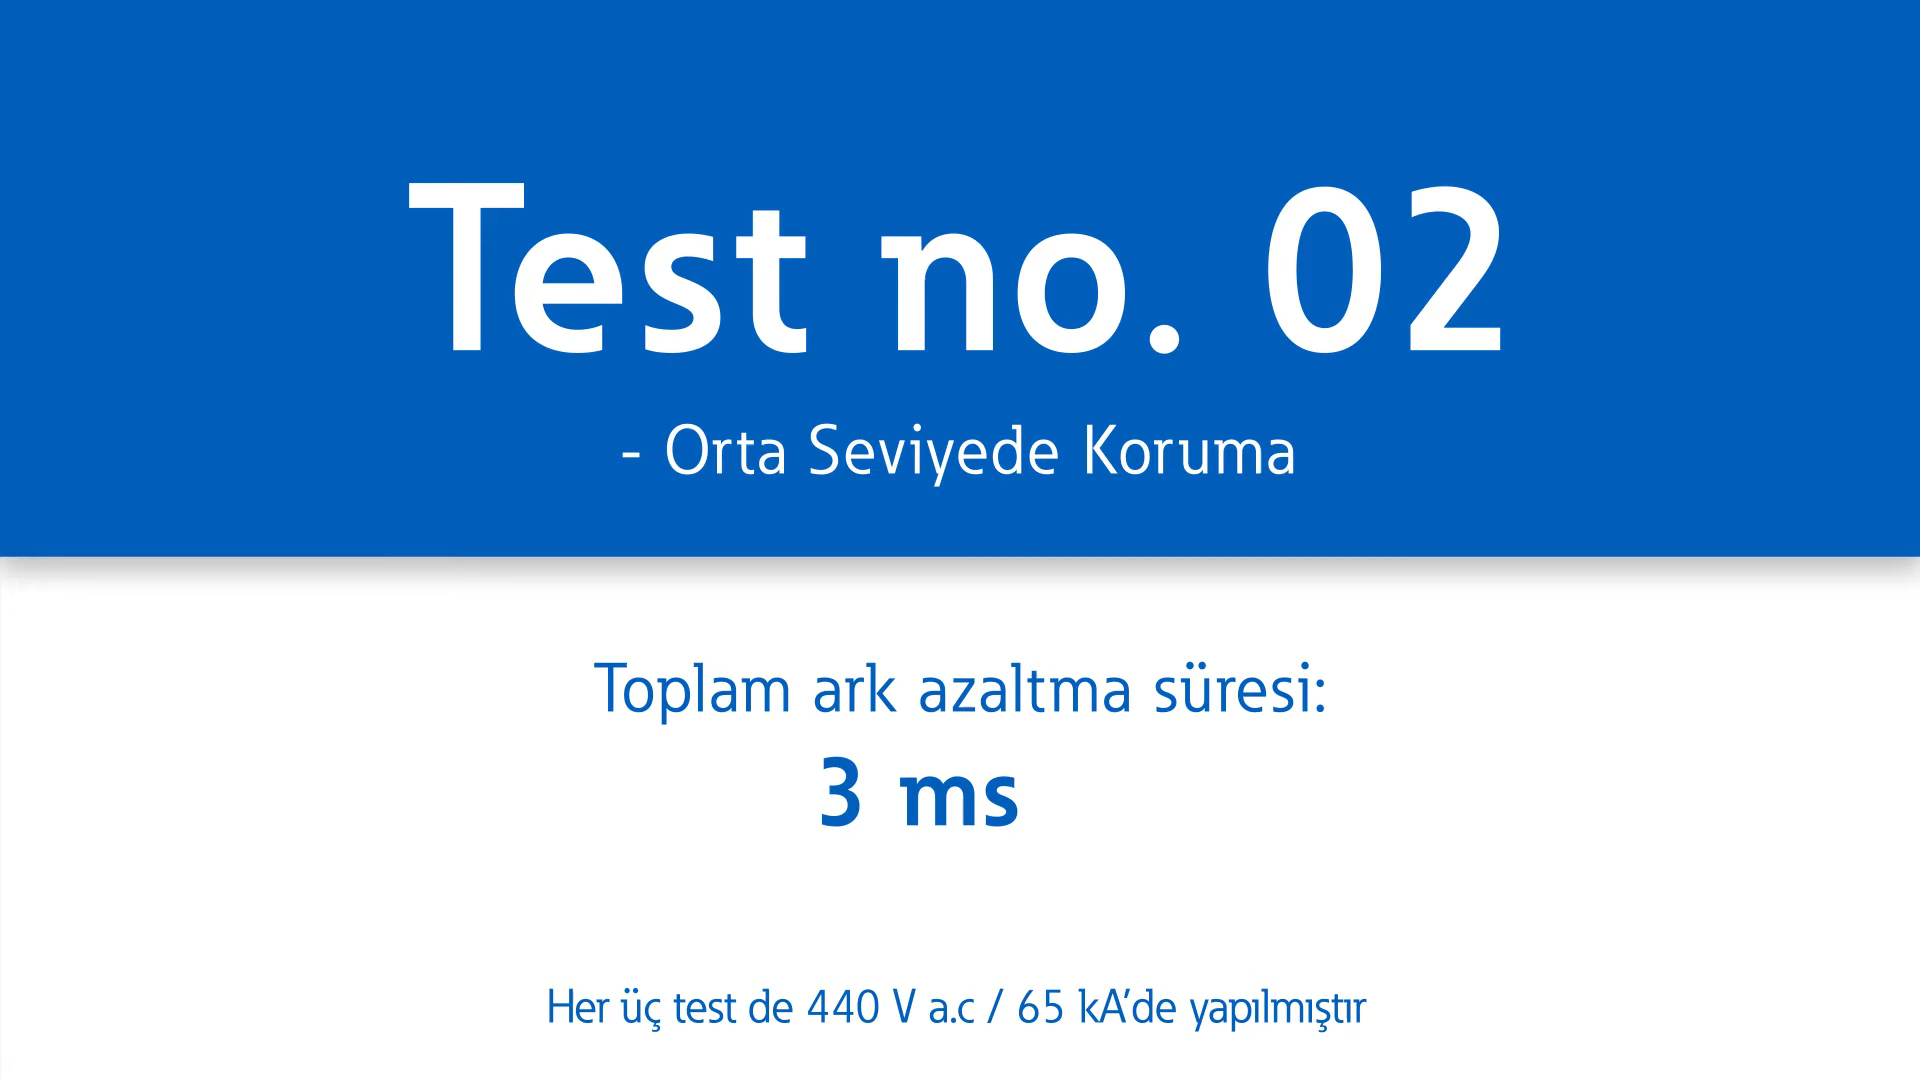 Test no. 02
- Orta Seviyede Koruma
Toplam ark azaltma süresi:
3 ms
Her üç test de 440 V a.c / 65 kA’de yapılmıştır